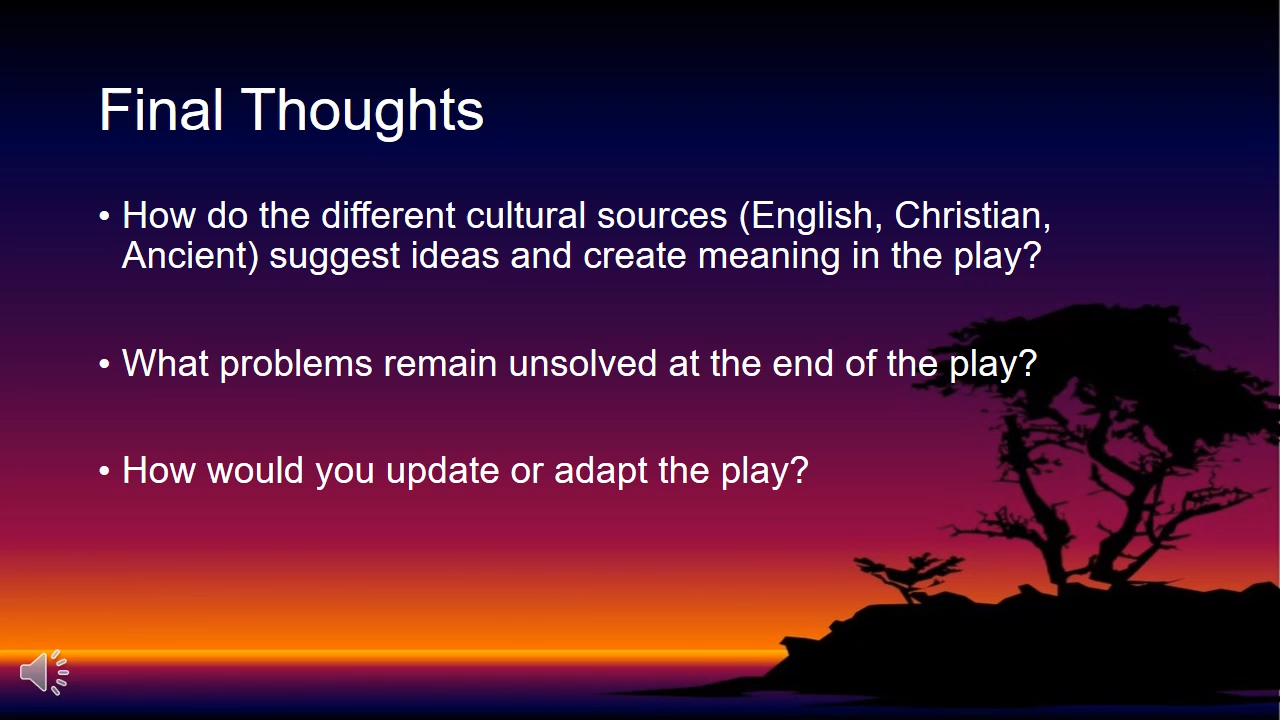 Final Thoughts
• How do the different cultural sources (English, Christian,
Ancient) suggest ideas and create meaning in the play?
• What problems remain unsolved at the end of the play?
• How would you update or adapt the play?